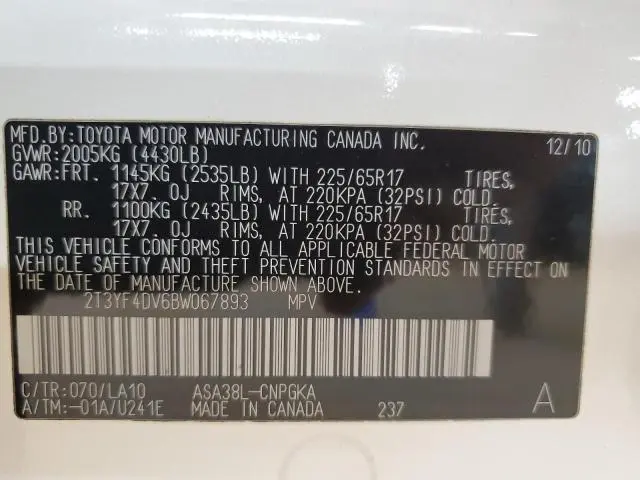 MFD.BY:TOYOTA MOTOR MANUFACTURING CANADA INC. 12/10
GVWR:2005KG (4430LB)
GAWR:FRT. 1145KG (2535LB) WITH 225/65R17 TIRES,
17X7.0J RIMS, AT 220KPA (32PSI) COLD.
RR. 1100KG (2435LB) WITH 225/65R17 TIRES,
17X7.0J RIMS, AT 220KPA (32PSI) COLD.
THIS VEHICLE CONFORMS TO ALL APPLICABLE FEDERAL MOTOR
VEHICLE SAFETY AND THEFT PREVENTION STANDARDS IN EFFECT ON
THE DATE OF MANUFACTURE SHOWN ABOVE.
2T3YF4DV6BW067893 MPV
C/TR:070/LA10 ASA38L-CNPGKA
A/TM:-01A/U241E MADE IN CANADA 237 A